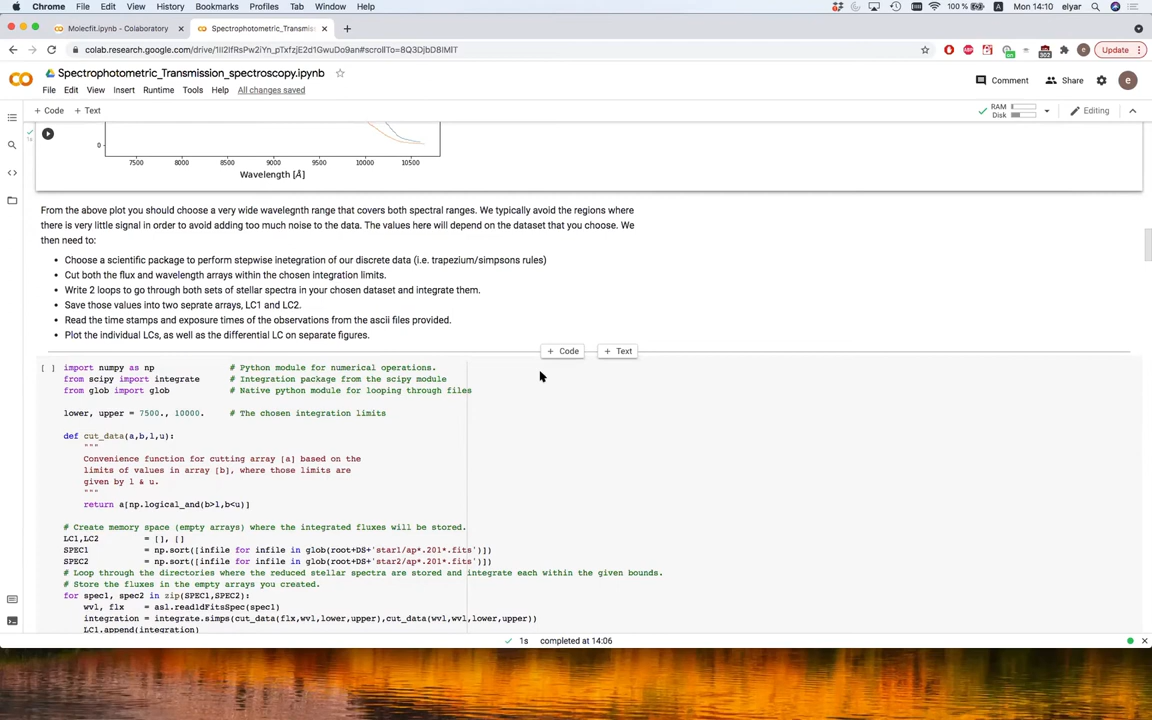 Chrome File Edit View History Bookmarks Profiles Tab Window Help 100 % Mon 14:10 elyar
Molecfit.ipynb - Colaboratory Spectrophotometric_Transmiss
colab.research.google.com/drive/1Il2lfRsPw2iYn_pTxfzjE2d1GwuDo9an#scrollTo=8Q3DjbD8IMIT Update
Spectrophotometric_Transmission_spectroscopy.ipynb Comment Share e
File Edit View Insert Runtime Tools Help All changes saved
+ Code + Text RAM Disk Editing
0
7500 8000 8500 9000 9500 10000 10500
Wavelength [Å]
From the above plot you should choose a very wide wavelegnth range that covers both spectral ranges. We typically avoid the regions where
there is very little signal in order to avoid adding too much noise to the data. The values here will depend on the dataset that you choose. We
then need to:
• Choose a scientific package to perform stepwise inetegration of our discrete data (i.e. trapezium/simpsons rules)
• Cut both the flux and wavelength arrays within the chosen integration limits.
• Write 2 loops to go through both sets of stellar spectra in your chosen dataset and integrate them.
• Save those values into two seprate arrays, LC1 and LC2.
• Read the time stamps and exposure times of the observations from the ascii files provided.
• Plot the individual LCs, as well as the differential LC on separate figures.
+ Code + Text
[ ] import numpy as np # Python module for numerical operations.
from scipy import integrate # Integration package from the scipy module
from glob import glob # Native python module for looping through files
lower, upper = 7500., 10000. # The chosen integration limits
def cut_data(a,b,l,u):
"""
Convenience function for cutting array [a] based on the
limits of values in array [b], where those limits are
given by l & u.
"""
return a[np.logical_and(b>l,b<u)]
# Create memory space (empty arrays) where the integrated fluxes will be stored.
LC1,LC2 = [], []
SPEC1 = np.sort([infile for infile in glob(root+DS+'star1/ap*.201*.fits')])
SPEC2 = np.sort([infile for infile in glob(root+DS+'star2/ap*.201*.fits')])
# Loop through the directories where the reduced stellar spectra are stored and integrate each within the given bounds.
# Store the fluxes in the empty arrays you created.
for spec1, spec2 in zip(SPEC1,SPEC2):
wvl, flx = asl.read1dFitsSpec(spec1)
integration = integrate.simps(cut_data(flx,wvl,lower,upper),cut_data(wvl,wvl,lower,upper))
LC1.append(integration)
1s completed at 14:06